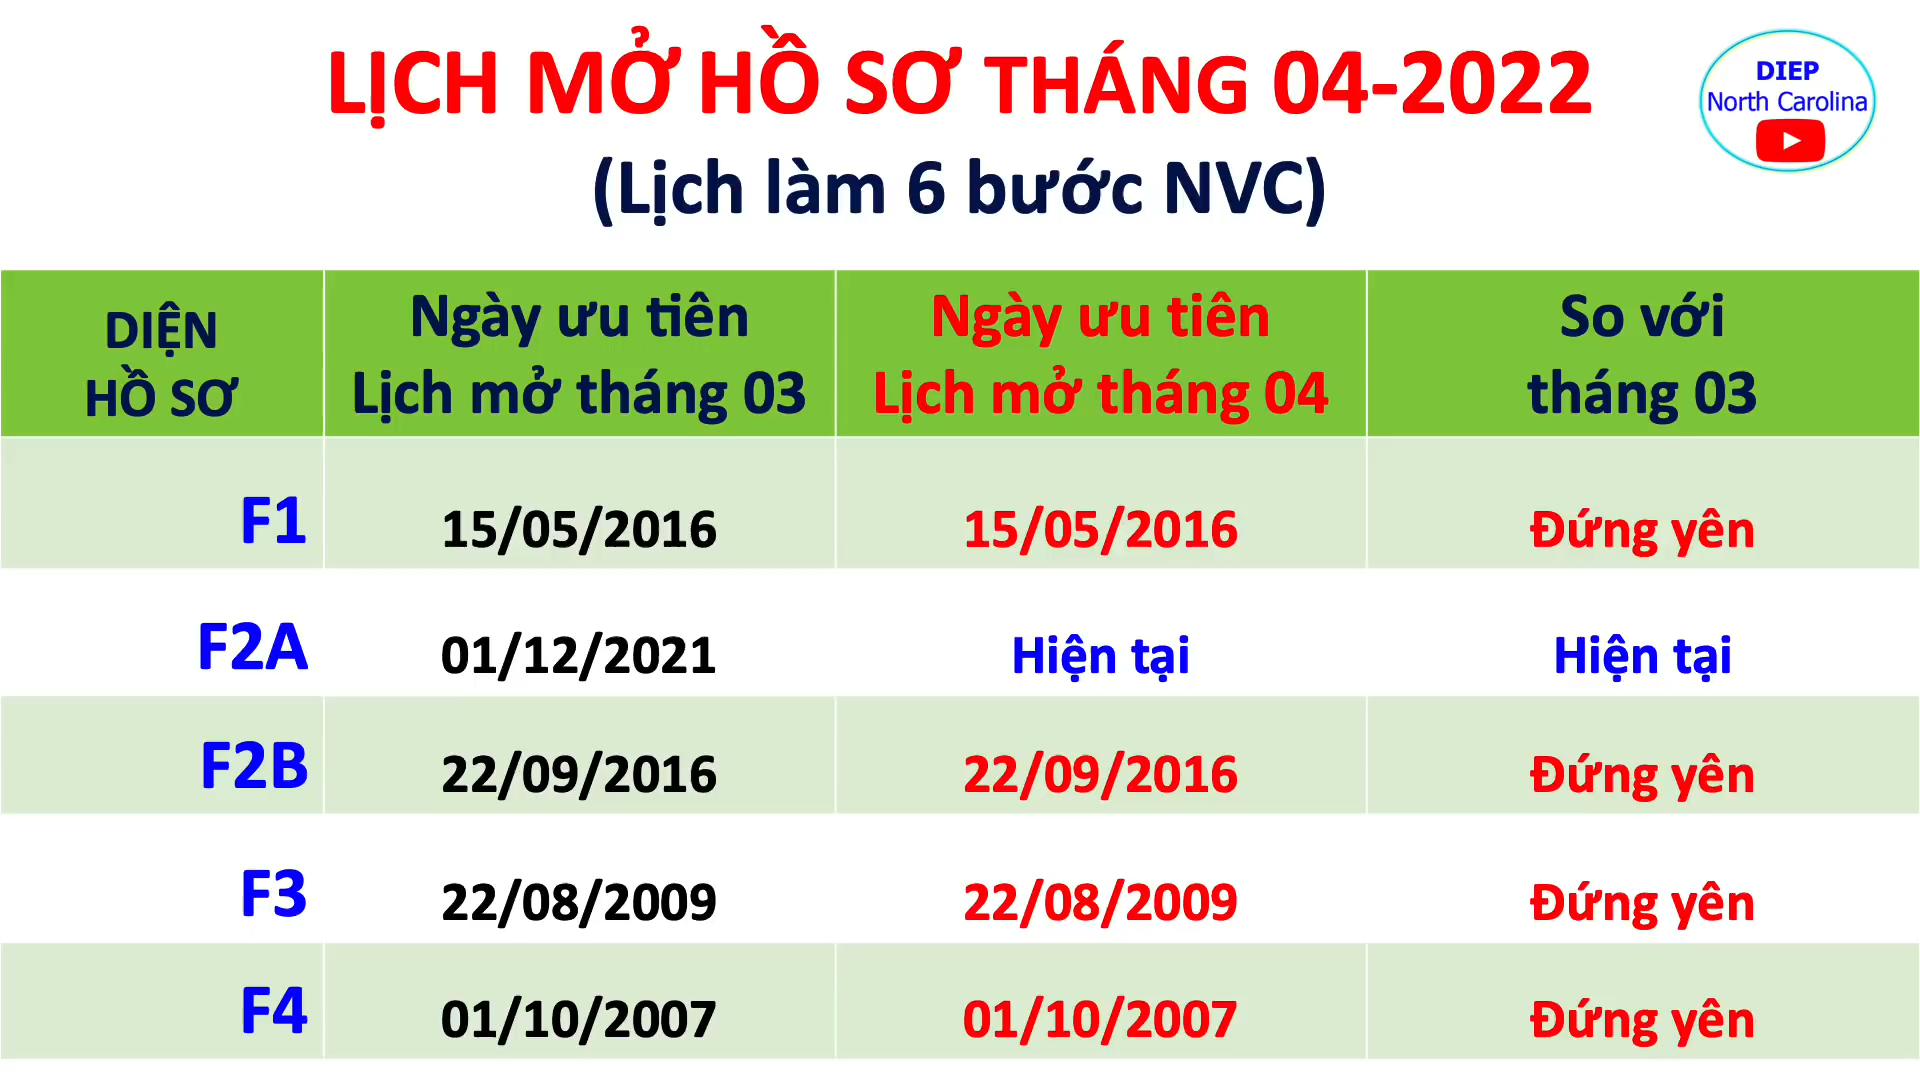 LỊCH MỞ HỒ SƠ THÁNG 04-2022
(Lịch làm 6 bước NVC)
DIEP
North Carolina
DIỆN
HỒ SƠ
Ngày ưu tiên
Lịch mở tháng 03
Ngày ưu tiên
Lịch mở tháng 04
So với
tháng 03
F1 15/05/2016 15/05/2016 Đứng yên
F2A 01/12/2021 Hiện tại Hiện tại
F2B 22/09/2016 22/09/2016 Đứng yên
F3 22/08/2009 22/08/2009 Đứng yên
F4 01/10/2007 01/10/2007 Đứng yên